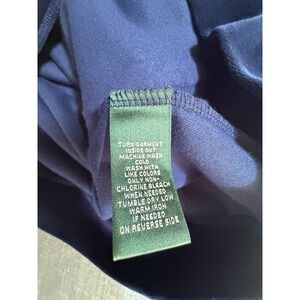 TURN GARMENT
INSIDE OUT
MACHINE WASH
COLD
WASH WITH
LIKE COLORS
ONLY NON-
CHLORINE BLEACH
WHEN NEEDED
TUMBLE DRY LOW
WARM IRON
IF NEEDED
ON REVERSE SIDE